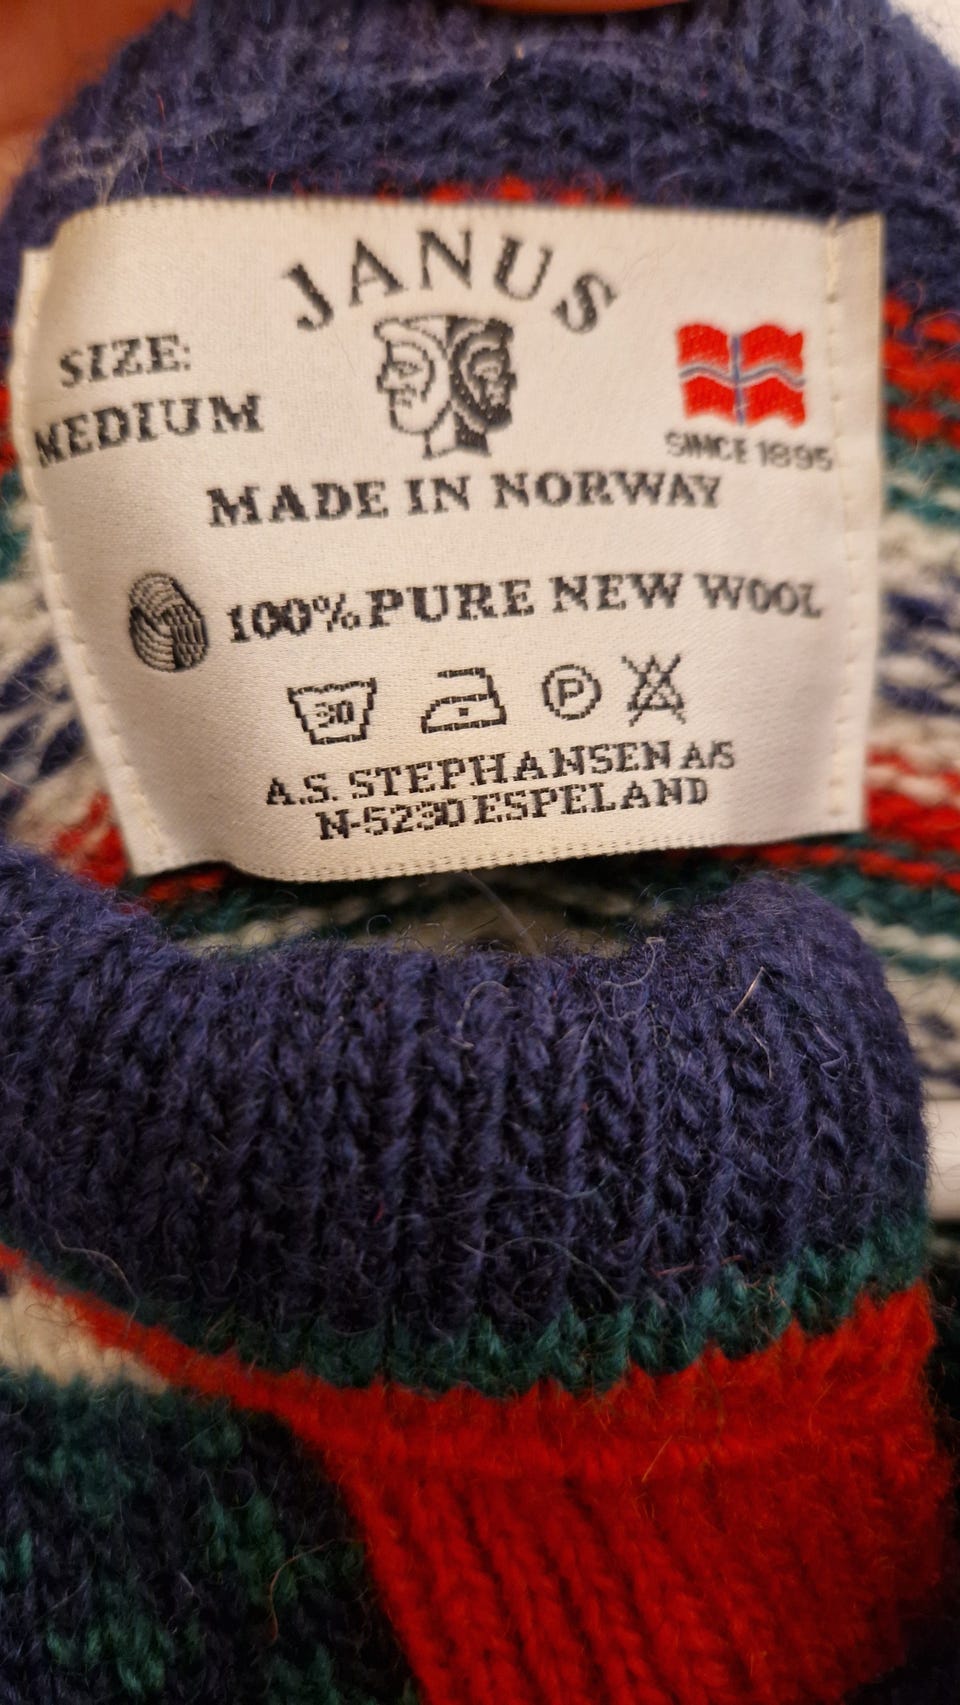 JANUS
SIZE:
MEDIUM
SINCE 1895
MADE IN NORWAY
100% PURE NEW WOOL
30 P
A.S. STEPHANSEN A/S
N-5230 ESPELAND